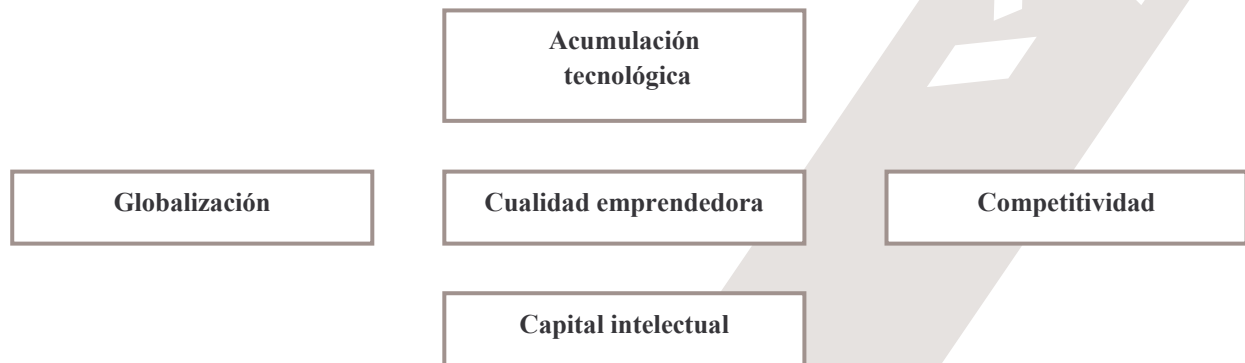 Acumulación
tecnológica
Globalización
Cualidad emprendedora
Competitividad
Capital intelectual